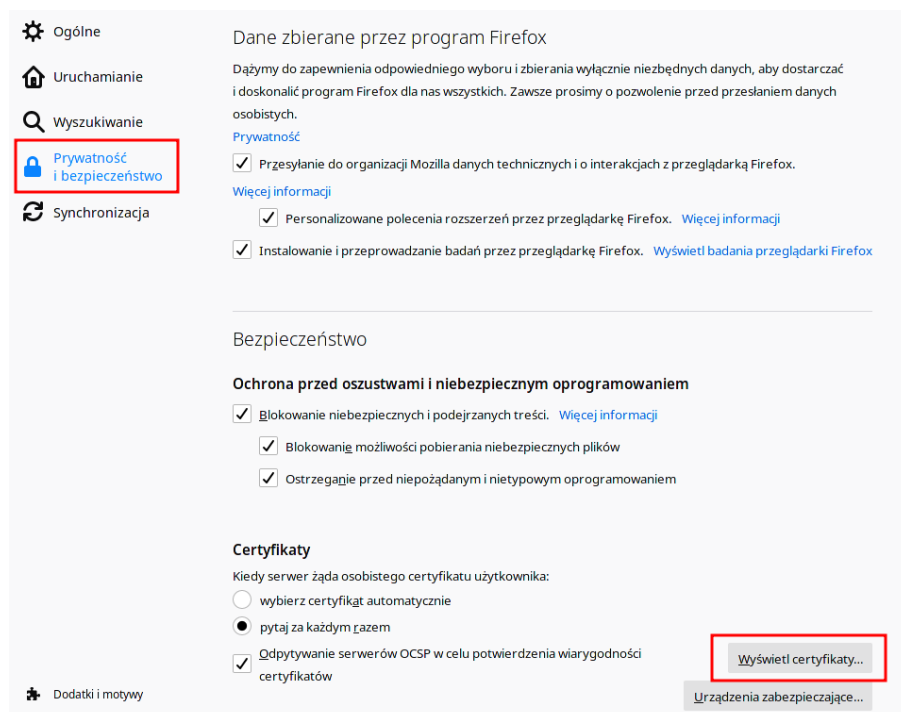 Ogólne
Uruchamianie
Wyszukiwanie
Prywatność
i bezpieczeństwo
Synchronizacja
Dodatki i motywy
Dane zbierane przez program Firefox
Dążymy do zapewnienia odpowiedniego wyboru i zbierania wyłącznie niezbędnych danych, aby dostarczać
i doskonalić program Firefox dla nas wszystkich. Zawsze prosimy o pozwolenie przed przesłaniem danych
osobistych.
Prywatność
Przesyłanie do organizacji Mozilla danych technicznych i o interakcjach z przeglądarką Firefox.
Więcej informacji
Personalizowane polecenia rozszerzeń przez przeglądarkę Firefox. Więcej informacji
Instalowanie i przeprowadzanie badań przez przeglądarkę Firefox. Wyświetl badania przeglądarki Firefox
Bezpieczeństwo
Ochrona przed oszustwami i niebezpiecznym oprogramowaniem
Blokowanie niebezpiecznych i podejrzanych treści. Więcej informacji
Blokowanie możliwości pobierania niebezpiecznych plików
Ostrzeganie przed niepożądanym i nietypowym oprogramowaniem
Certyfikaty
Kiedy serwer żąda osobistego certyfikatu użytkownika:
wybierz certyfikat automatycznie
pytaj za każdym razem
Odpytywanie serwerów OCSP w celu potwierdzenia wiarygodności
certyfikatów
Wyświetl certyfikaty...
Urządzenia zabezpieczające...